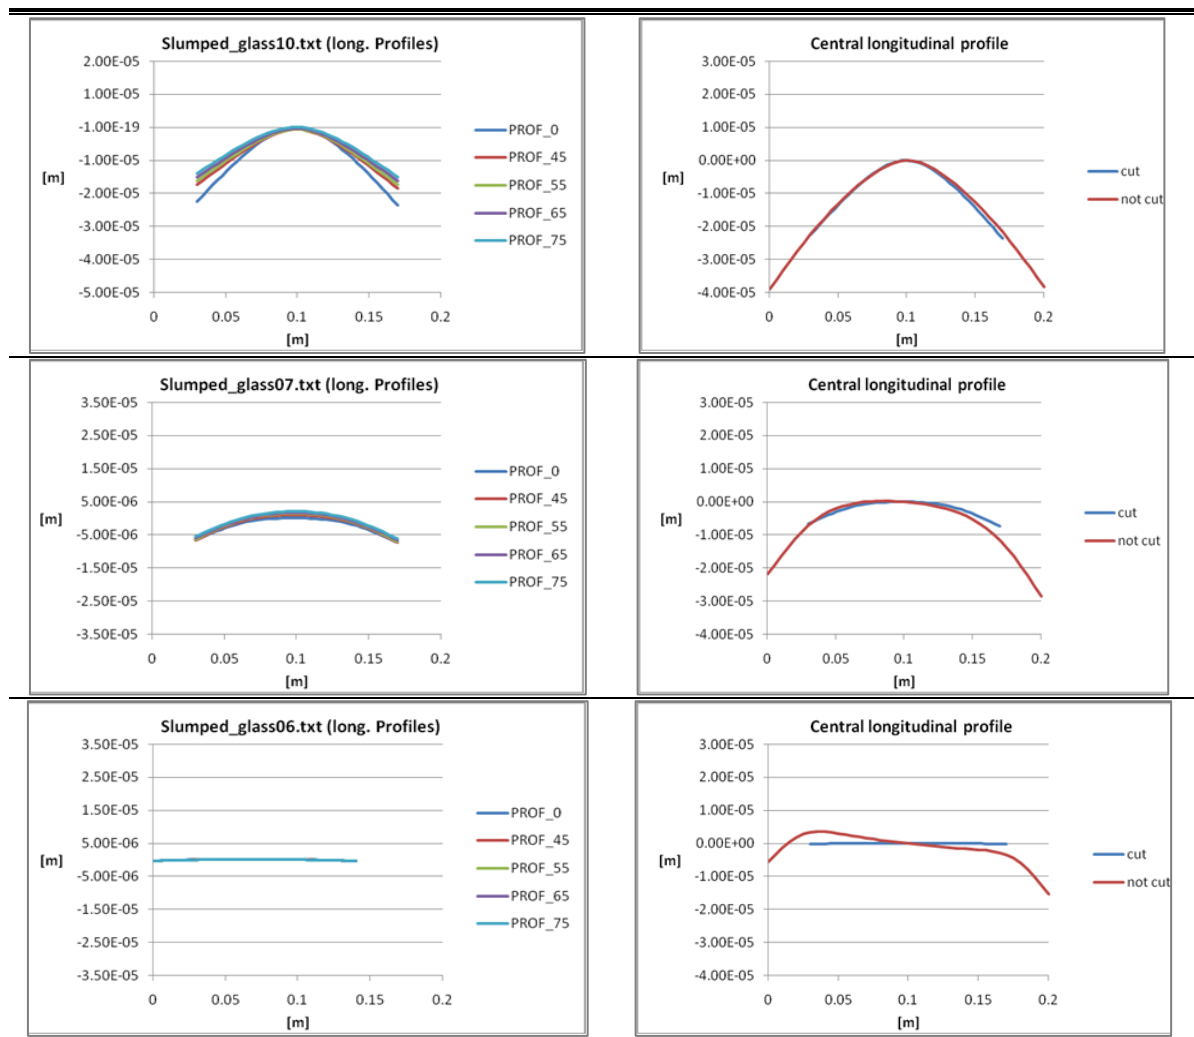 Slumped_glass10.txt (long. Profiles)
2.00E-05
1.00E-05
-1.00E-19
-1.00E-05
-2.00E-05
-3.00E-05
-4.00E-05
-5.00E-05
[m]
0 0.05 0.1 0.15 0.2
[m]
PROF_0
PROF_45
PROF_55
PROF_65
PROF_75
Central longitudinal profile
3.00E-05
2.00E-05
1.00E-05
0.00E+00
-1.00E-05
-2.00E-05
-3.00E-05
-4.00E-05
[m]
0 0.05 0.1 0.15 0.2
[m]
cut
not cut
Slumped_glass07.txt (long. Profiles)
3.50E-05
2.50E-05
1.50E-05
5.00E-06
-5.00E-06
-1.50E-05
-2.50E-05
-3.50E-05
[m]
0 0.05 0.1 0.15 0.2
[m]
PROF_0
PROF_45
PROF_55
PROF_65
PROF_75
Central longitudinal profile
3.00E-05
2.00E-05
1.00E-05
0.00E+00
-1.00E-05
-2.00E-05
-3.00E-05
-4.00E-05
[m]
0 0.05 0.1 0.15 0.2
[m]
cut
not cut
Slumped_glass06.txt (long. Profiles)
3.50E-05
2.50E-05
1.50E-05
5.00E-06
-5.00E-06
-1.50E-05
-2.50E-05
-3.50E-05
[m]
0 0.05 0.1 0.15 0.2
[m]
PROF_0
PROF_45
PROF_55
PROF_65
PROF_75
Central longitudinal profile
3.00E-05
2.00E-05
1.00E-05
0.00E+00
-1.00E-05
-2.00E-05
-3.00E-05
-4.00E-05
[m]
0 0.05 0.1 0.15 0.2
[m]
cut
not cut